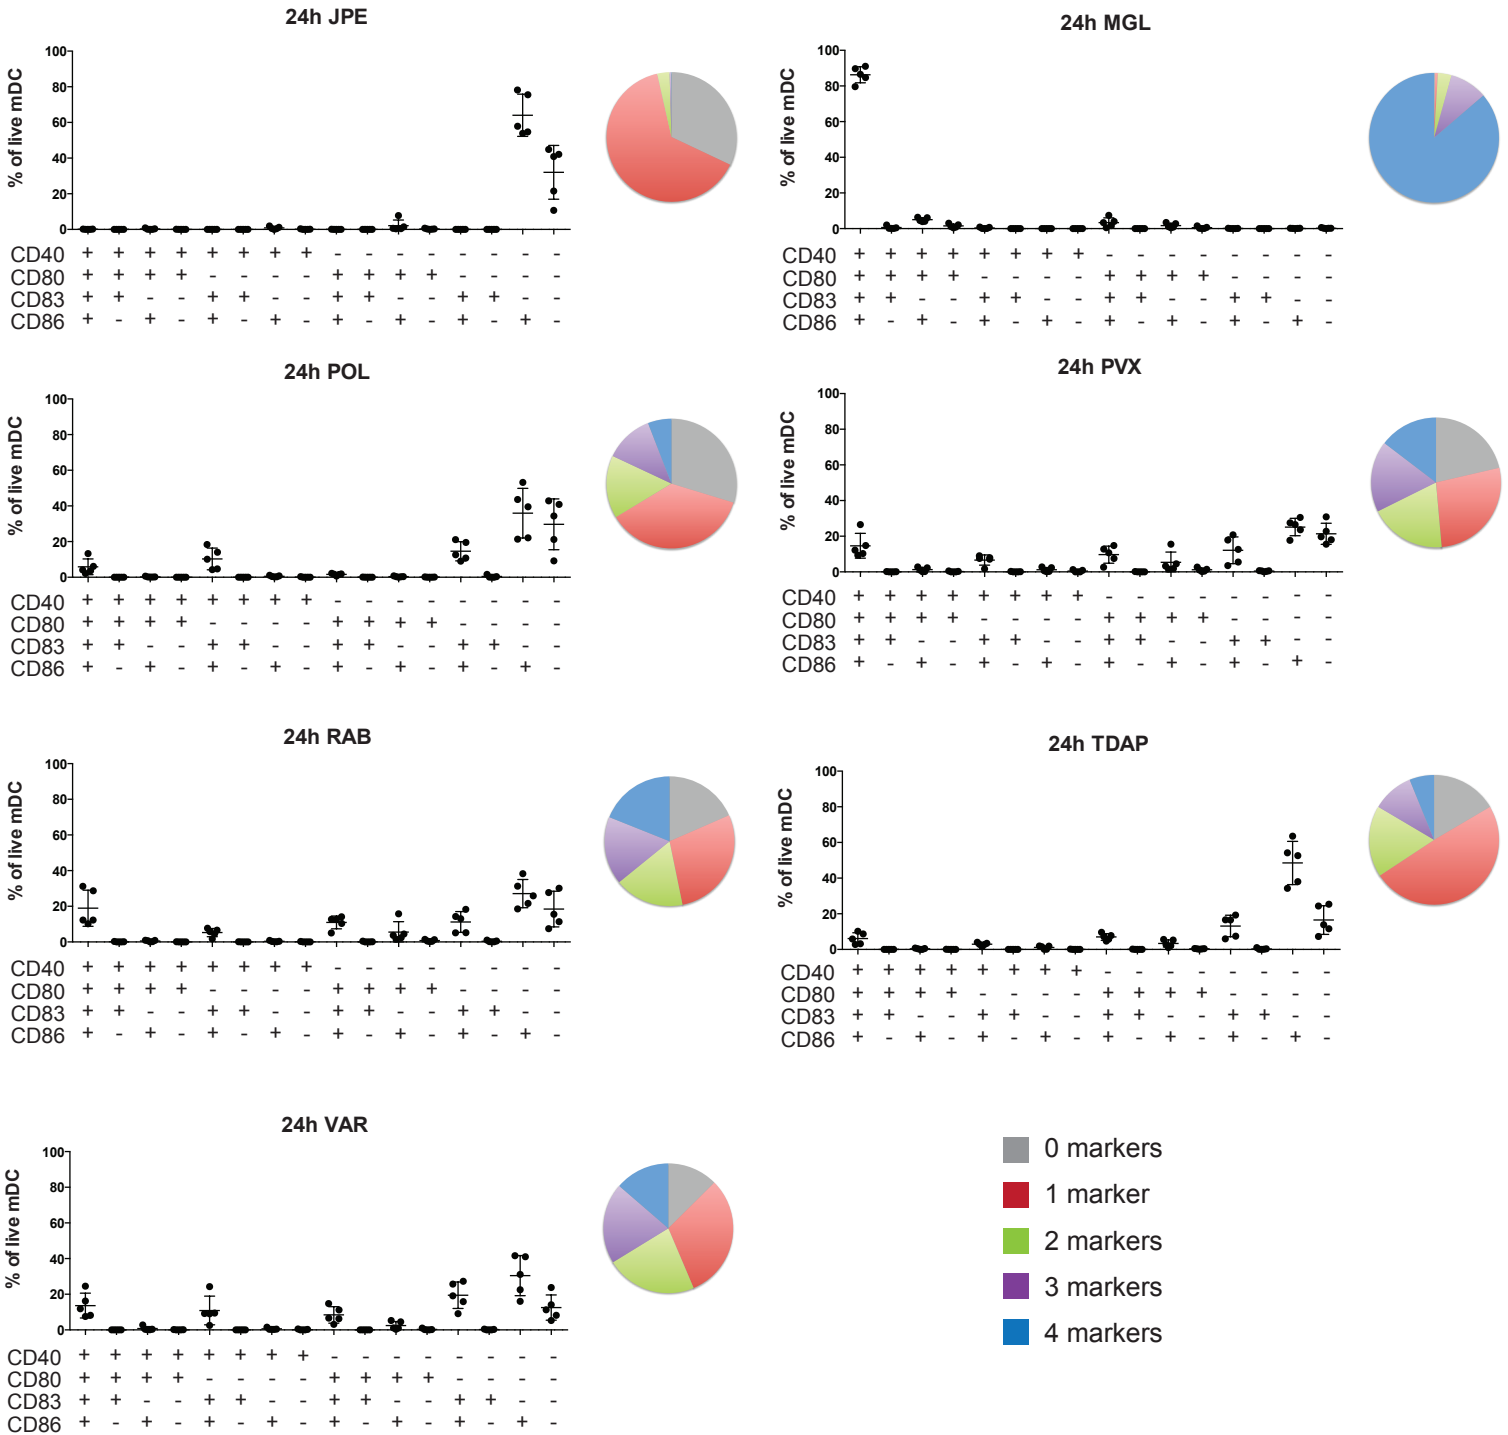 24h JPE
% of live mDC
100
80
60
40
20
0
CD40 + + + + + + + + - - - - - - - -
CD80 + + + + - - - - + + + + - - - -
CD83 + + - - + + - - + + - - + + - -
CD86 + - + - + - + - + - + - + - + -
24h MGL
% of live mDC
100
80
60
40
20
0
CD40 + + + + + + + + - - - - - - - -
CD80 + + + + - - - - + + + + - - - -
CD83 + + - - + + - - + + - - + + - -
CD86 + - + - + - + - + - + - + - + -
24h POL
% of live mDC
100
80
60
40
20
0
CD40 + + + + + + + + - - - - - - - -
CD80 + + + + - - - - + + + + - - - -
CD83 + + - - + + - - + + - - + + - -
CD86 + - + - + - + - + - + - + - + -
24h PVX
% of live mDC
100
80
60
40
20
0
CD40 + + + + + + + + - - - - - - - -
CD80 + + + + - - - - + + + + - - - -
CD83 + + - - + + - - + + - - + + - -
CD86 + - + - + - + - + - + - + - + -
24h RAB
% of live mDC
100
80
60
40
20
0
CD40 + + + + + + + + - - - - - - - -
CD80 + + + + - - - - + + + + - - - -
CD83 + + - - + + - - + + - - + + - -
CD86 + - + - + - + - + - + - + - + -
24h TDAP
% of live mDC
100
80
60
40
20
0
CD40 + + + + + + + + - - - - - - - -
CD80 + + + + - - - - + + + + - - - -
CD83 + + - - + + - - + + - - + + - -
CD86 + - + - + - + - + - + - + - + -
24h VAR
% of live mDC
100
80
60
40
20
0
CD40 + + + + + + + + - - - - - - - -
CD80 + + + + - - - - + + + + - - - -
CD83 + + - - + + - - + + - - + + - -
CD86 + - + - + - + - + - + - + - + -
0 markers
1 marker
2 markers
3 markers
4 markers